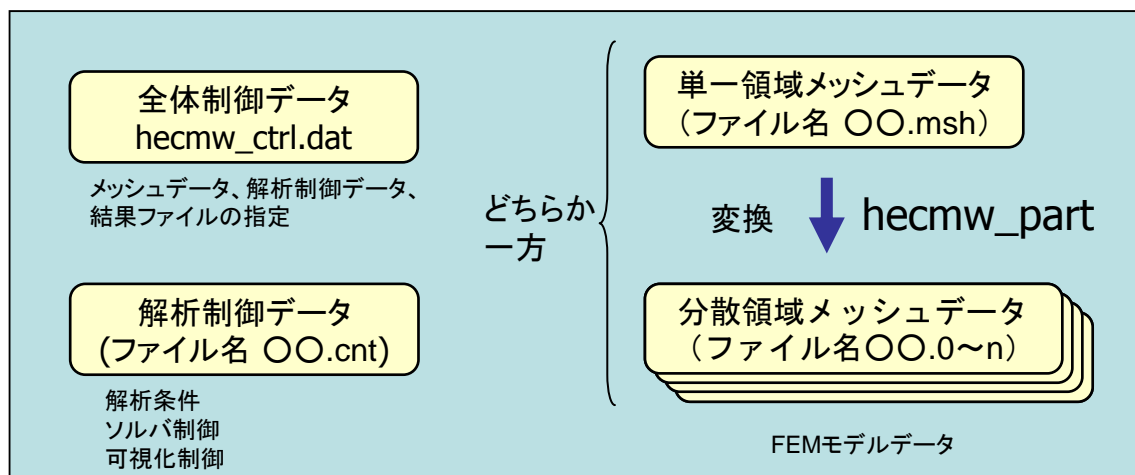 全体制御データ
hecmw_ctrl.dat
メッシュデータ、解析制御データ、
結果ファイルの指定
解析制御データ
(ファイル名 〇〇.cnt)
解析条件
ソルバ制御
可視化制御
どちらか
一方
単一領域メッシュデータ
（ファイル名 〇〇.msh）
変換
hecmw_part
分散領域メッシュデータ
（ファイル名〇〇.0～n）
FEMモデルデータ